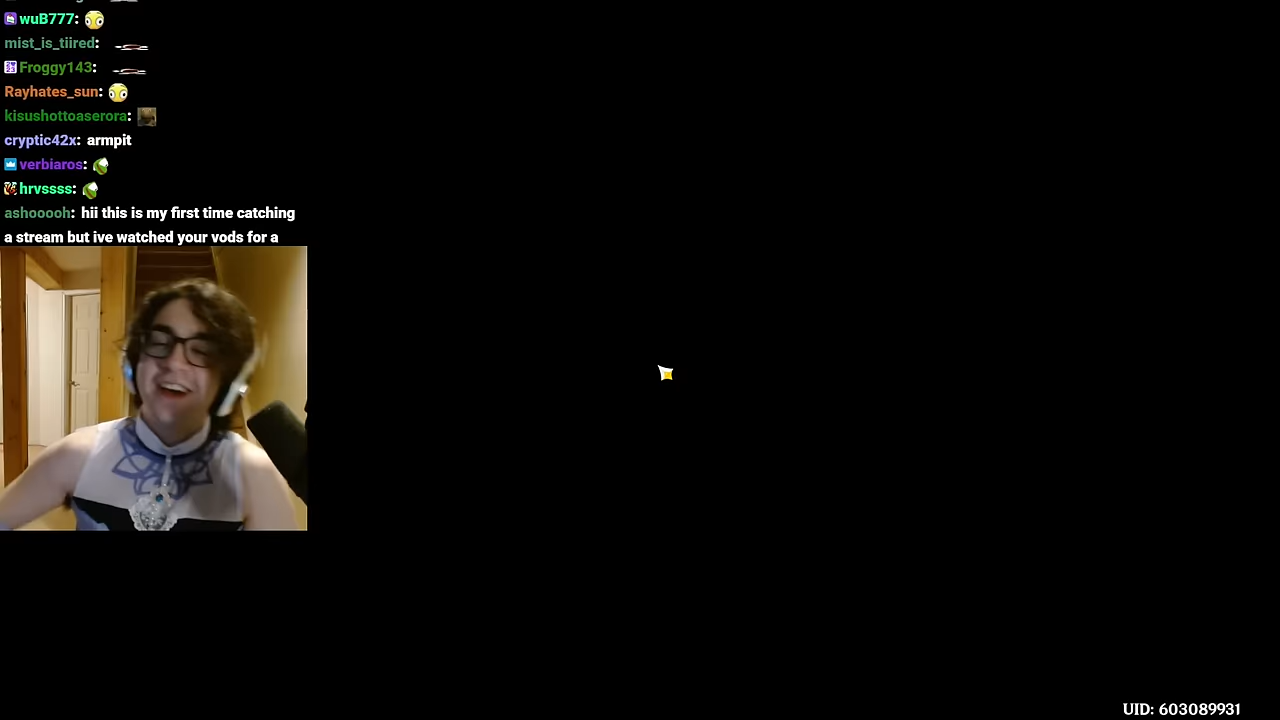 wuB777:
mist_is_tiired:
Froggy143:
Rayhates_sun:
kisushottoaserora:
cryptic42x: armpit
verbiaros:
hrvssss:
ashooooh: hii this is my first time catching
a stream but ive watched your vods for a
UID: 603089931